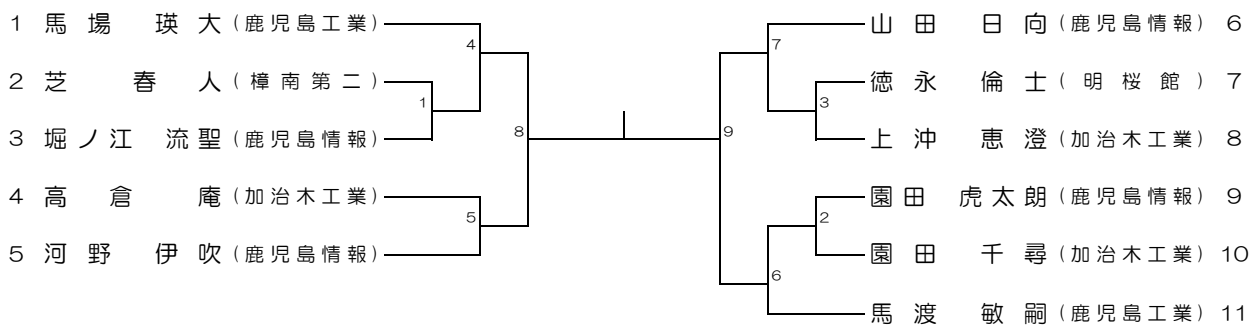 1 馬場 瑛大(鹿児島工業)
2 芝 春人(樟南第二)
3 堀ノ江 流聖(鹿児島情報)
4 高倉 庵(加治木工業)
5 河野 伊吹(鹿児島情報)
4
1
8
5
9
7
3
2
6
山田 日向(鹿児島情報) 6
徳永 倫士(明桜館) 7
上沖 恵澄(加治木工業) 8
園田 虎太朗(鹿児島情報) 9
園田 千尋(加治木工業) 10
馬渡 敏嗣(鹿児島工業) 11